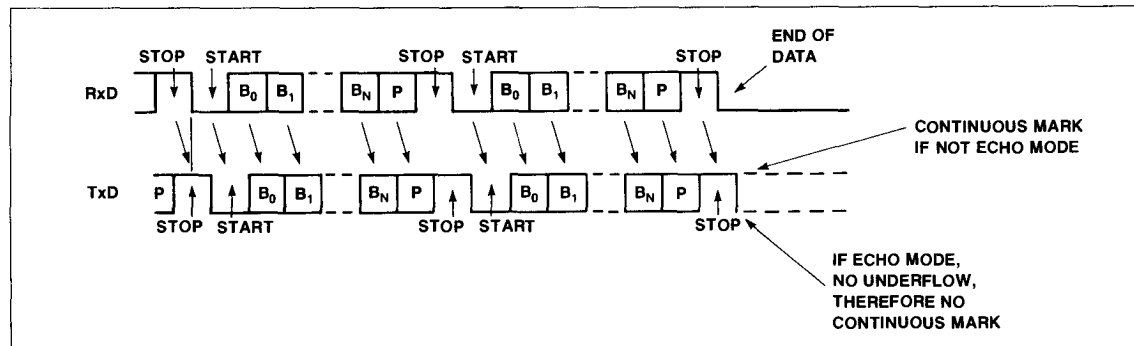 END OF
DATA
STOP START STOP START STOP
RxD B0 B1 BN P B0 B1 BN P
CONTINUOUS MARK
IF NOT ECHO MODE
TxD P B0 B1 BN P B0 B1 BN P
STOP START STOP START STOP
IF ECHO MODE,
NO UNDERFLOW,
THEREFORE NO
CONTINUOUS MARK